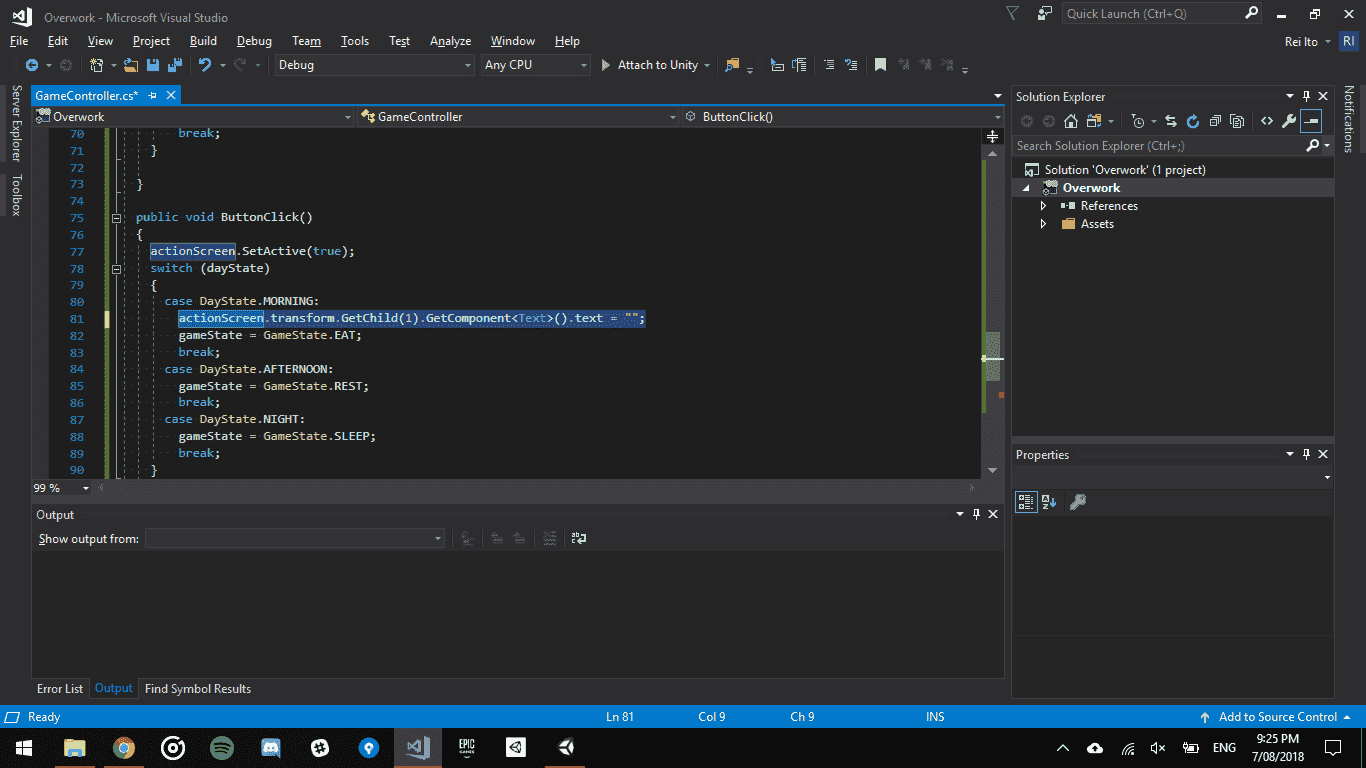 Overwork - Microsoft Visual Studio
Quick Launch (Ctrl+Q)
File Edit View Project Build Debug Team Tools Test Analyze Window Help
Rei Ito RI
Debug Any CPU Attach to Unity
Server Explorer
Toolbox
GameController.cs*
Overwork GameController ButtonClick()
70 break;
71 }
72
73 }
74
75 public void ButtonClick()
76 {
77 actionScreen.SetActive(true);
78 switch (dayState)
79 {
80 case DayState.MORNING:
81 actionScreen.transform.GetChild(1).GetComponent<Text>().text = "";
82 gameState = GameState.EAT;
83 break;
84 case DayState.AFTERNOON:
85 gameState = GameState.REST;
86 break;
87 case DayState.NIGHT:
88 gameState = GameState.SLEEP;
89 break;
90 }
99 %
Output
Show output from:
Error List Output Find Symbol Results
Solution Explorer
Search Solution Explorer (Ctrl+;)
Solution 'Overwork' (1 project)
Overwork
References
Assets
Properties
Notifications
Ready Ln 81 Col 9 Ch 9 INS Add to Source Control
EPIC
GAMES
ENG
9:25 PM
7/08/2018